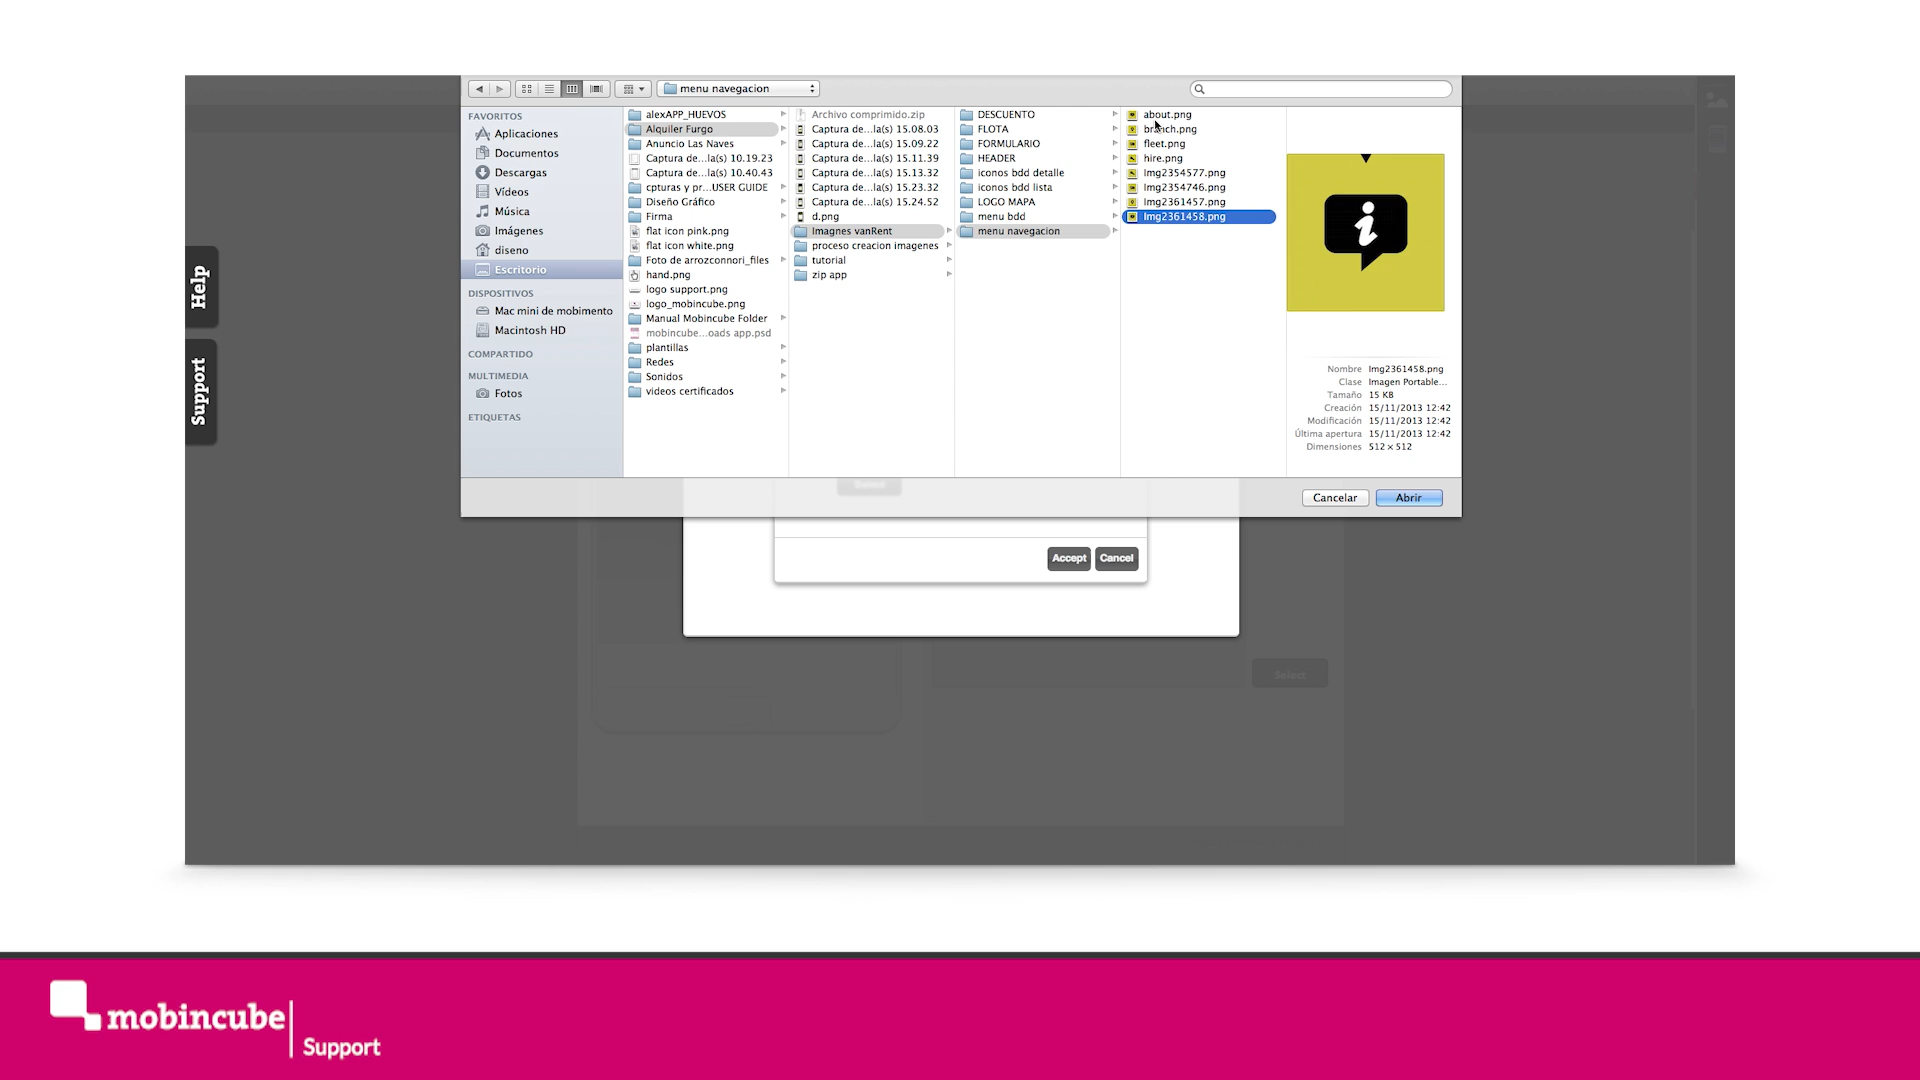 menu navegacion
FAVORITOS
Aplicaciones
Documentos
Descargas
Vídeos
Música
Imágenes
diseno
Escritorio
DISPOSITIVOS
Mac mini de mobimento
Macintosh HD
COMPARTIDO
MULTIMEDIA
Fotos
ETIQUETAS
alexAPP_HUEVOS
Alquiler Furgo
Anuncio Las Naves
Captura de...la(s) 10.19.23
Captura de...la(s) 10.40.43
cpturas y pr...USER GUIDE
Diseño Gráfico
Firma
flat icon pink.png
flat icon white.png
Foto de arrozconnori_files
hand.png
logo support.png
logo_mobincube.png
Manual Mobincube Folder
mobincube...oads app.psd
plantillas
Redes
Sonidos
videos certificados
Archivo comprimido.zip
Captura de...la(s) 15.08.03
Captura de...la(s) 15.09.22
Captura de...la(s) 15.11.39
Captura de...la(s) 15.13.32
Captura de...la(s) 15.23.32
Captura de...la(s) 15.24.52
d.png
Imagnes vanRent
proceso creacion imagenes
tutorial
zip app
DESCUENTO
FLOTA
FORMULARIO
HEADER
iconos bdd detalle
iconos bdd lista
LOGO MAPA
menu bdd
menu navegacion
about.png
branch.png
fleet.png
hire.png
Img2354577.png
Img2354746.png
Img2361457.png
Img2361458.png
Nombre Img2361458.png
Clase Imagen Portable...
Tamaño 15 KB
Creación 15/11/2013 12:42
Modificación 15/11/2013 12:42
Última apertura 15/11/2013 12:42
Dimensiones 512 × 512
Cancelar Abrir
Select
Accept Cancel
Select
Help
Support
mobincube
Support